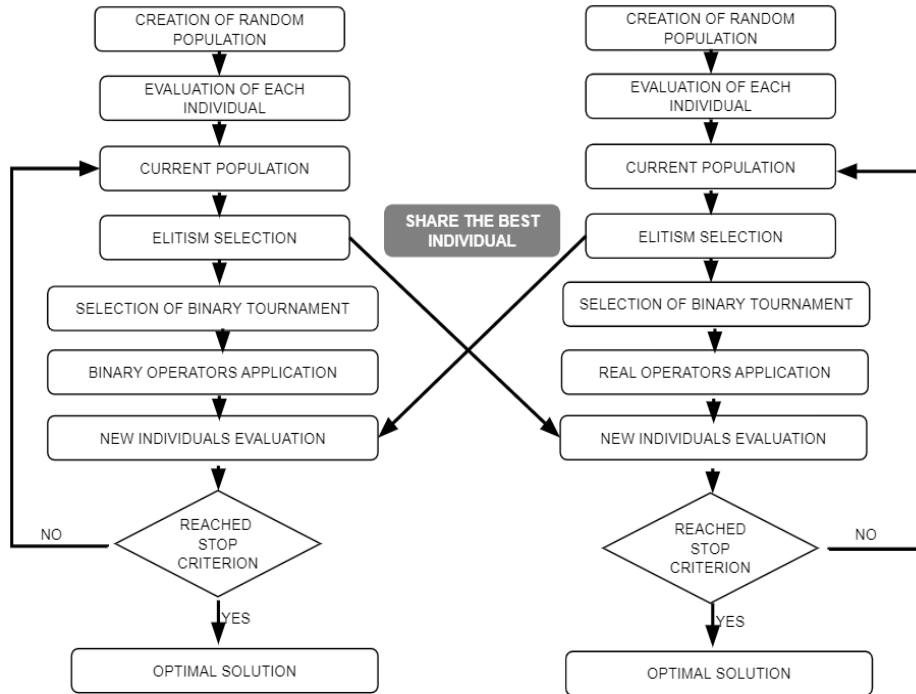 CREATION OF RANDOM
POPULATION
EVALUATION OF EACH
INDIVIDUAL
CURRENT POPULATION
ELITISM SELECTION
SELECTION OF BINARY TOURNAMENT
BINARY OPERATORS APPLICATION
NEW INDIVIDUALS EVALUATION
REACHED
STOP
CRITERION
NO
YES
OPTIMAL SOLUTION
SHARE THE BEST
INDIVIDUAL
CREATION OF RANDOM
POPULATION
EVALUATION OF EACH
INDIVIDUAL
CURRENT POPULATION
ELITISM SELECTION
SELECTION OF BINARY TOURNAMENT
REAL OPERATORS APPLICATION
NEW INDIVIDUALS EVALUATION
REACHED
STOP
CRITERION
NO
YES
OPTIMAL SOLUTION